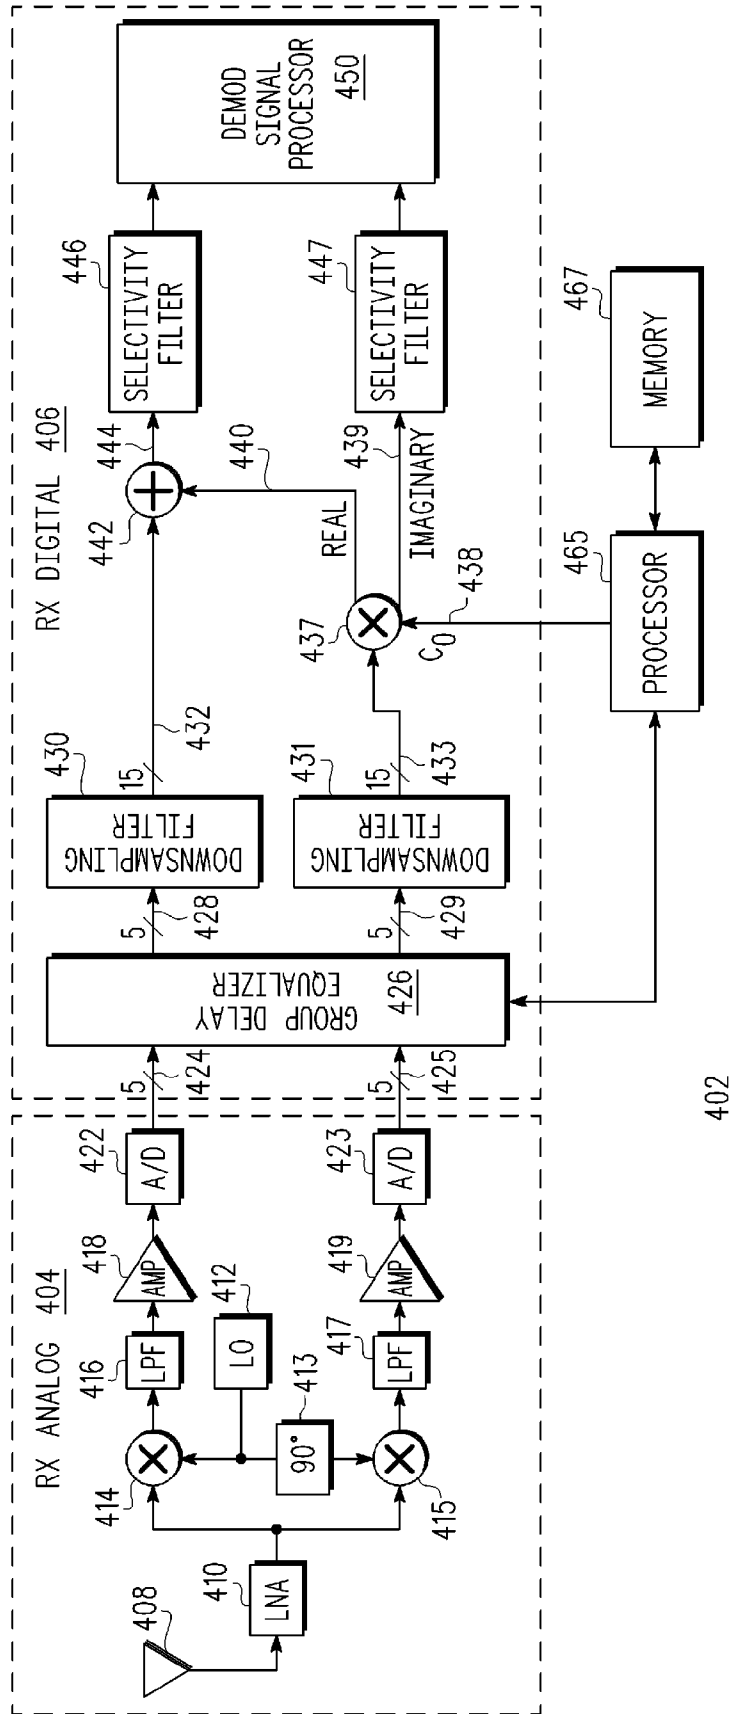 RX ANALOG 404
408
410
LNA
414
415
LO
412
90°
413
416
LPF
417
LPF
418
AMP
419
AMP
422
A/D
423
A/D
RX DIGITAL 406
5
424
5
425
GROUP DELAY
EQUALIZER
426
5
428
5
429
DOWNSAMPLING
FILTER
430
DOWNSAMPLING
FILTER
431
15
432
15
433
437
C0
438
REAL
440
IMAGINARY
439
442
444
SELECTIVITY
FILTER
446
SELECTIVITY
FILTER
447
DEMOD
SIGNAL
PROCESSOR
450
PROCESSOR
465
MEMORY
467
402